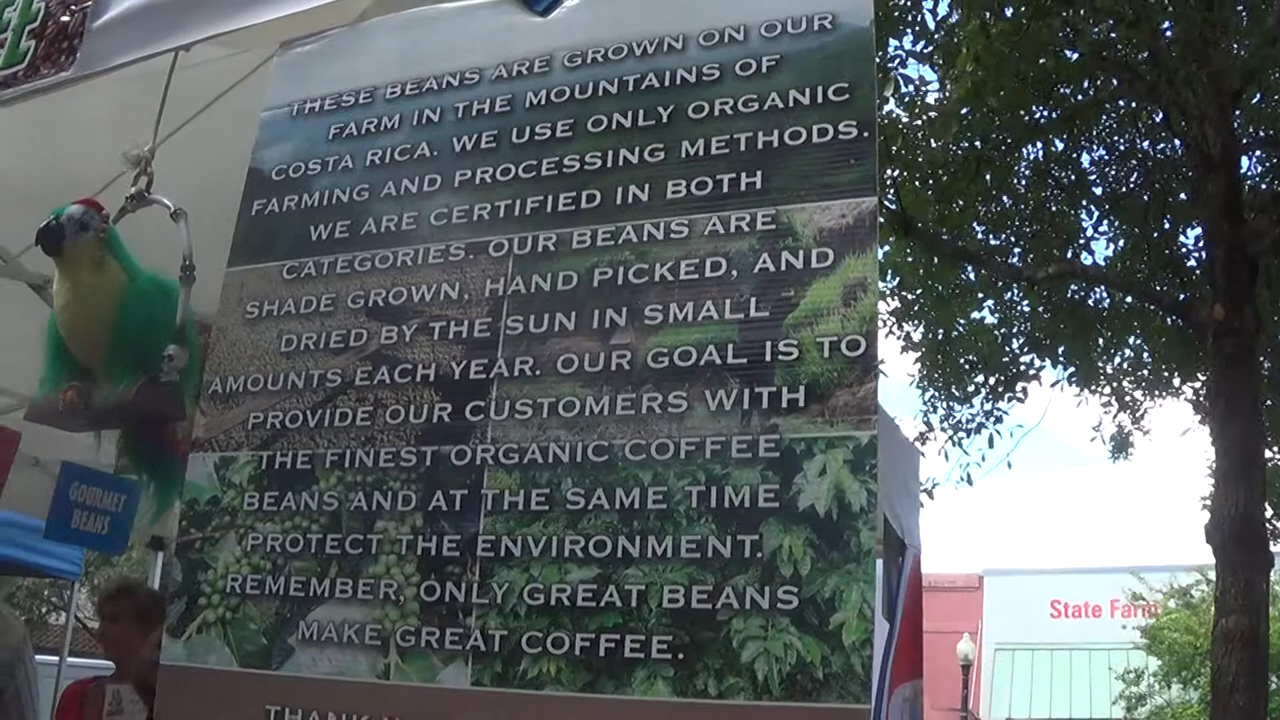 THESE BEANS ARE GROWN ON OUR
FARM IN THE MOUNTAINS OF
COSTA RICA. WE USE ONLY ORGANIC
FARMING AND PROCESSING METHODS.
WE ARE CERTIFIED IN BOTH
CATEGORIES. OUR BEANS ARE
SHADE GROWN, HAND PICKED, AND
DRIED BY THE SUN IN SMALL
AMOUNTS EACH YEAR. OUR GOAL IS TO
PROVIDE OUR CUSTOMERS WITH
THE FINEST ORGANIC COFFEE
BEANS AND AT THE SAME TIME
PROTECT THE ENVIRONMENT.
REMEMBER, ONLY GREAT BEANS
MAKE GREAT COFFEE.
GOURMET
BEANS
State Farm